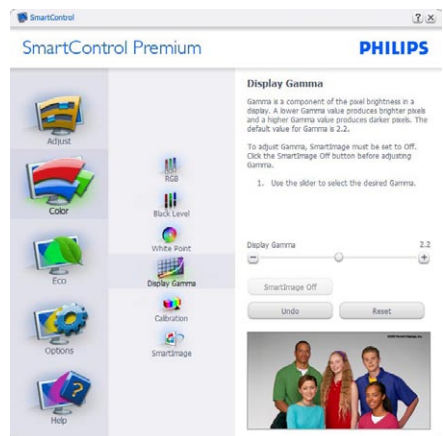 SmartControl
SmartControl Premium
PHILIPS
Adjust
Color
Eco
Options
Help
RGB
Black Level
White Point
Display Gamma
Calibration
SmartImage
Display Gamma
Gamma is a component of the pixel brightness in a
display. A lower Gamma value produces brighter pixels
and a higher Gamma value produces darker pixels. The
default value for Gamma is 2.2.
To adjust Gamma, SmartImage must be set to Off.
Click the SmartImage Off button before adjusting
Gamma.
1. Use the slider to select the desired Gamma.
Display Gamma 2.2
SmartImage Off
Undo Reset